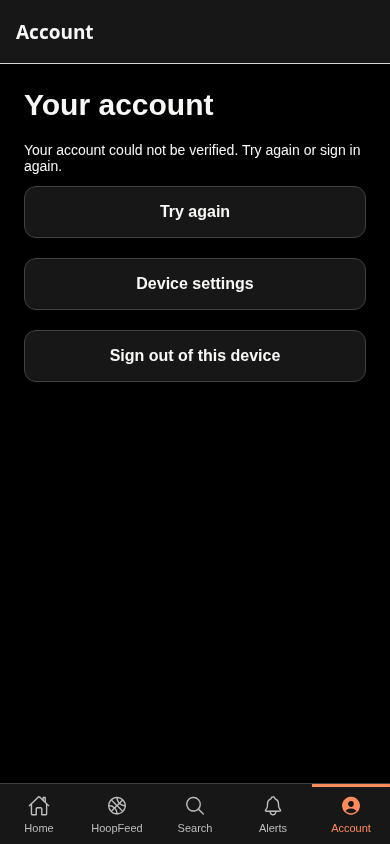 Account
Your account
Your account could not be verified. Try again or sign in
again.
Try again
Device settings
Sign out of this device
Home
HoopFeed
Search
Alerts
Account